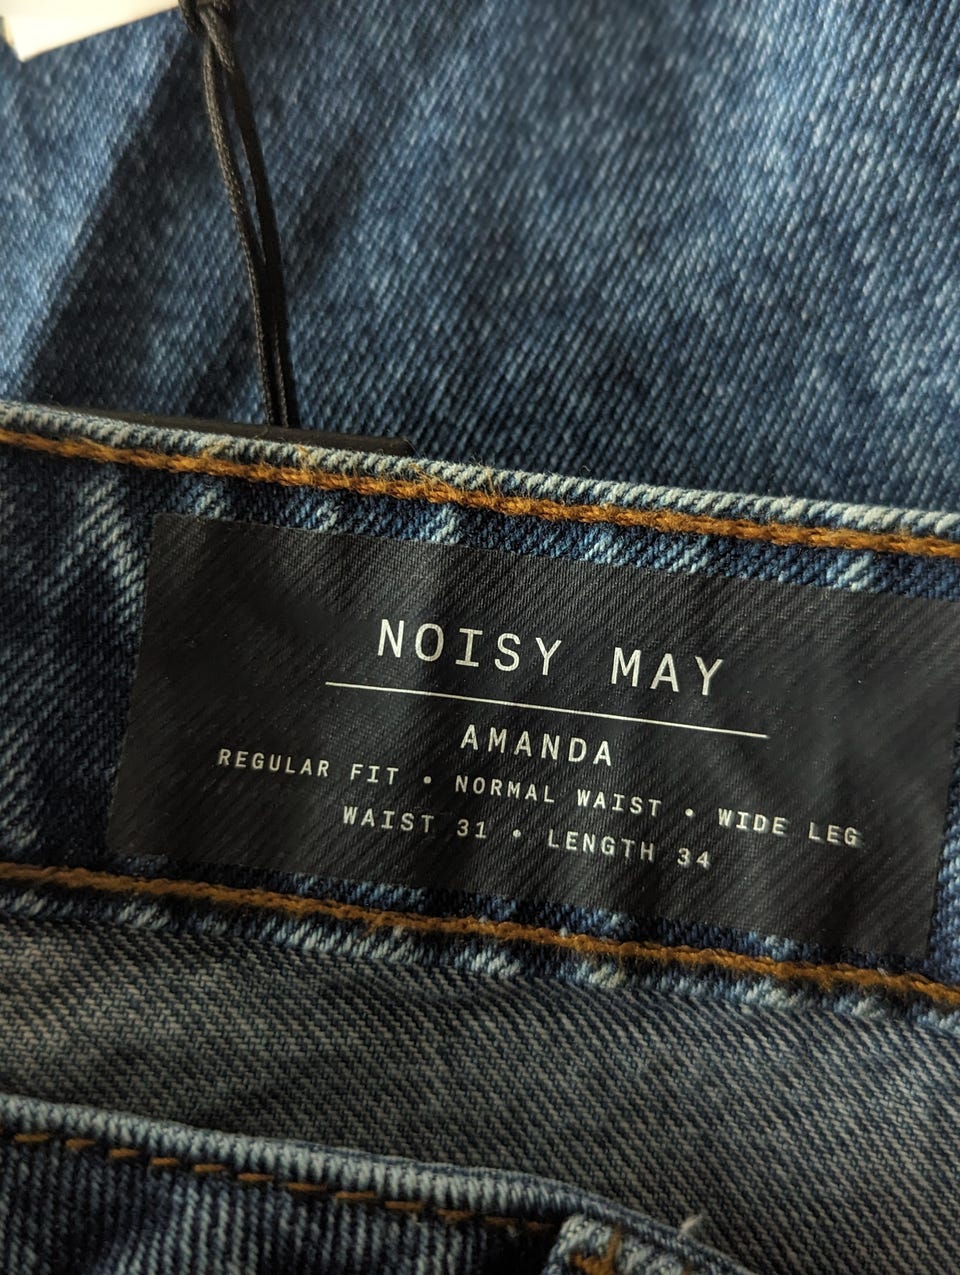 NOISY MAY
AMANDA
REGULAR FIT • NORMAL WAIST • WIDE LEG
WAIST 31 • LENGTH 34